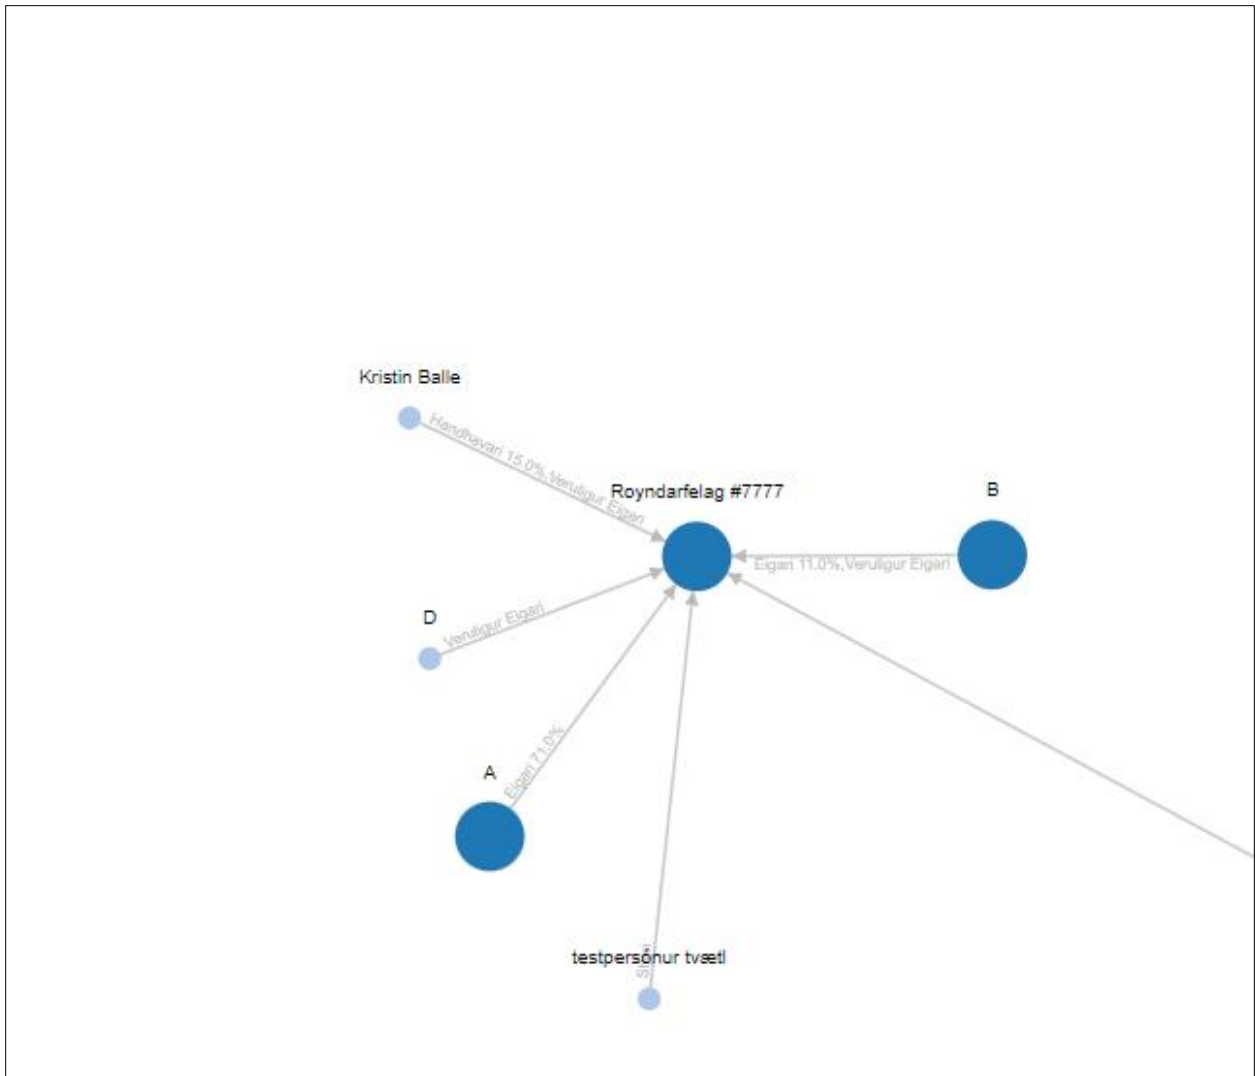 Kristin Balle
Handhavari 15.0%,Veruligur Eigari
Royndarfelag #7777
B
Eigari 11.0%,Veruligur Eigari
D
Veruligur Eigari
Eigari 71.0%
A
testpersónur tvætl